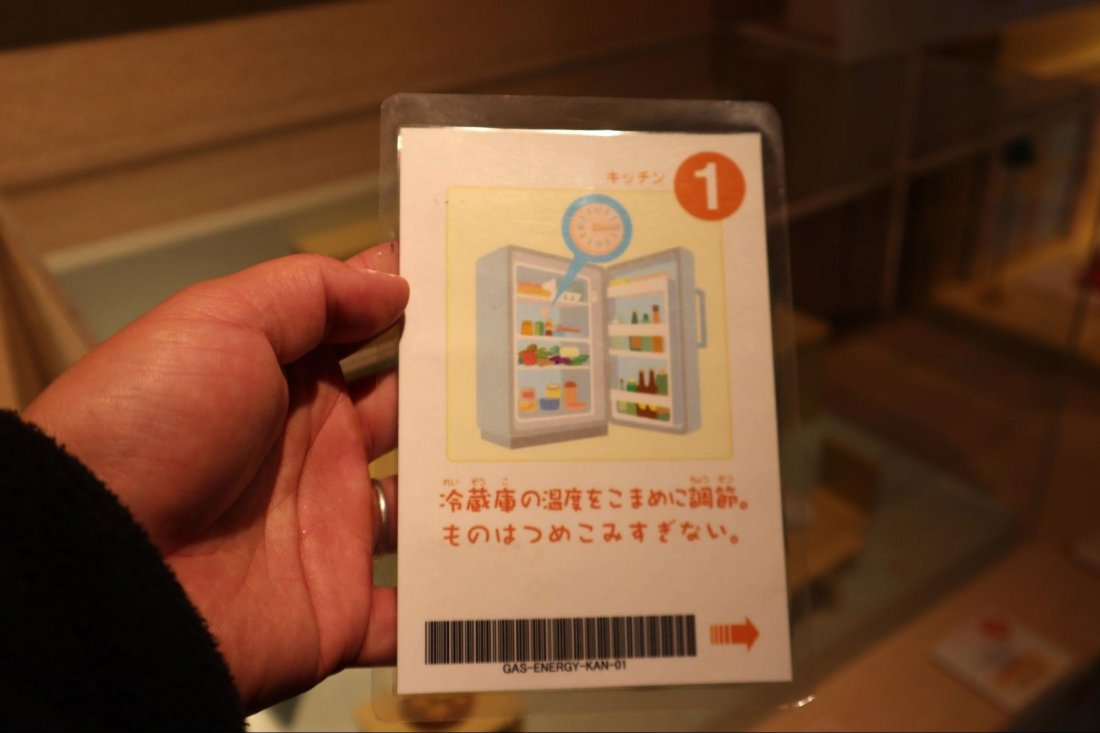 キッチン
1
冷蔵庫の温度をこまめに調節。
ものはつめこみすぎない。
GAS-ENERGY-KAN-01